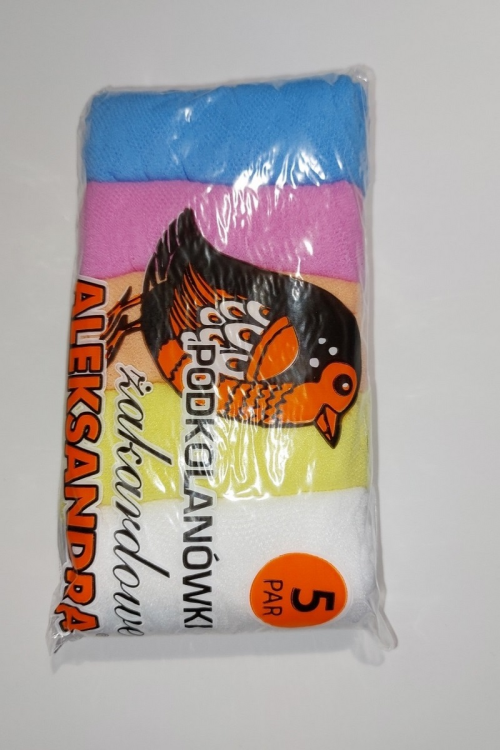 5
PAR
PODKOLANÓWKI
żakardowe
ALEKSANDRA